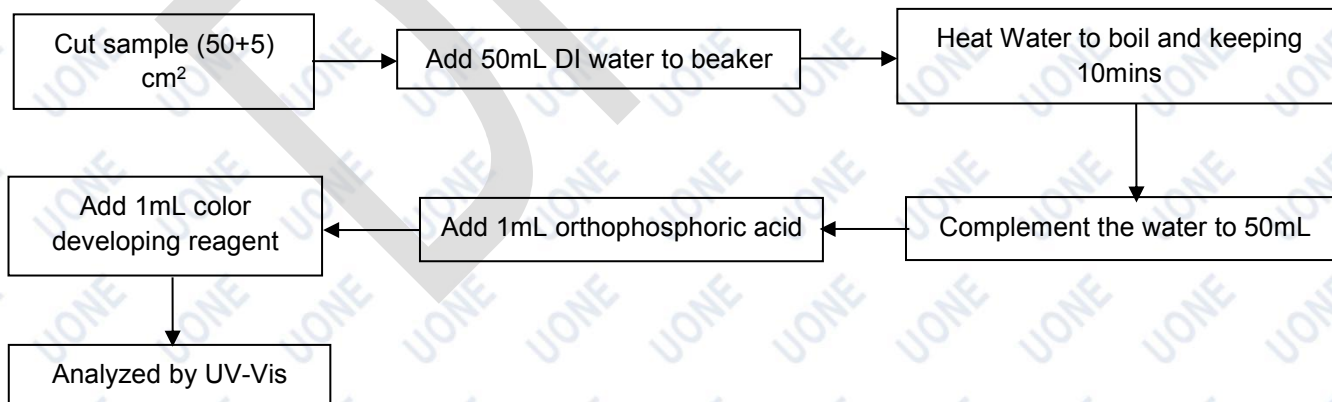 Cut sample (50+5)
cm²
Add 50mL DI water to beaker
Heat Water to boil and keeping
10mins
Complement the water to 50mL
Add 1mL orthophosphoric acid
Add 1mL color
developing reagent
Analyzed by UV-Vis
UONE